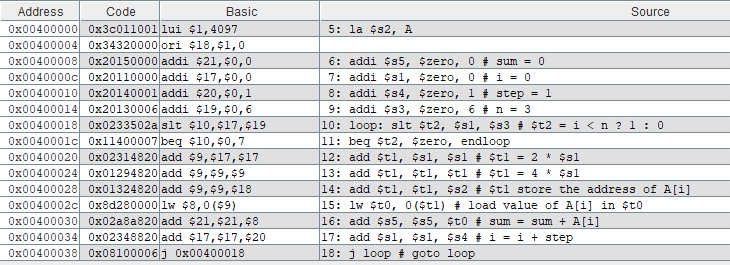 Address Code Basic Source
0x00400000 0x3c011001 lui $1,4097 5: la $s2, A
0x00400004 0x34320000 ori $18,$1,0
0x00400008 0x20150000 addi $21,$0,0 6: addi $s5, $zero, 0 # sum = 0
0x0040000c 0x20110000 addi $17,$0,0 7: addi $s1, $zero, 0 # i = 0
0x00400010 0x20140001 addi $20,$0,1 8: addi $s4, $zero, 1 # step = 1
0x00400014 0x20130006 addi $19,$0,6 9: addi $s3, $zero, 6 # n = 3
0x00400018 0x0233502a slt $10,$17,$19 10: loop: slt $t2, $s1, $s3 # $t2 = i < n ? 1 : 0
0x0040001c 0x11400007 beq $10,$0,7 11: beq $t2, $zero, endloop
0x00400020 0x02314820 add $9,$17,$17 12: add $t1, $s1, $s1 # $t1 = 2 * $s1
0x00400024 0x01294820 add $9,$9,$9 13: add $t1, $t1, $t1 # $t1 = 4 * $s1
0x00400028 0x01324820 add $9,$9,$18 14: add $t1, $t1, $s2 # $t1 store the address of A[i]
0x0040002c 0x8d280000 lw $8,0($9) 15: lw $t0, 0($t1) # load value of A[i] in $t0
0x00400030 0x02a8a820 add $21,$21,$8 16: add $s5, $s5, $t0 # sum = sum + A[i]
0x00400034 0x02348820 add $17,$17,$20 17: add $s1, $s1, $s4 # i = i + step
0x00400038 0x08100006 j 0x00400018 18: j loop # goto loop